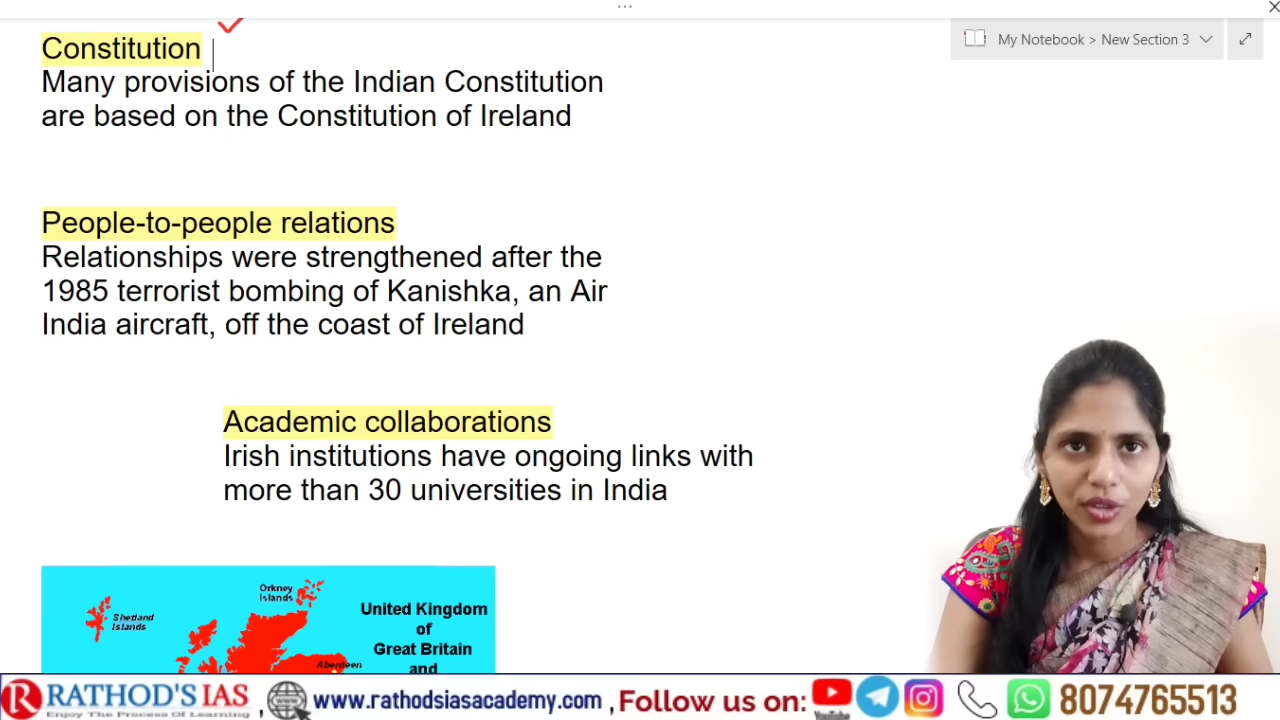 ...
My Notebook > New Section 3
Constitution
Many provisions of the Indian Constitution
are based on the Constitution of Ireland
People-to-people relations
Relationships were strengthened after the
1985 terrorist bombing of Kanishka, an Air
India aircraft, off the coast of Ireland
Academic collaborations
Irish institutions have ongoing links with
more than 30 universities in India
Orkney
Islands
Shetland
Islands
United Kingdom
of
Great Britain
and
Aberdeen
RATHOD'S IAS
Enjoy The Process Of Learning
, www.rathodsiasacademy.com , Follow us on: YouTube 8074765513